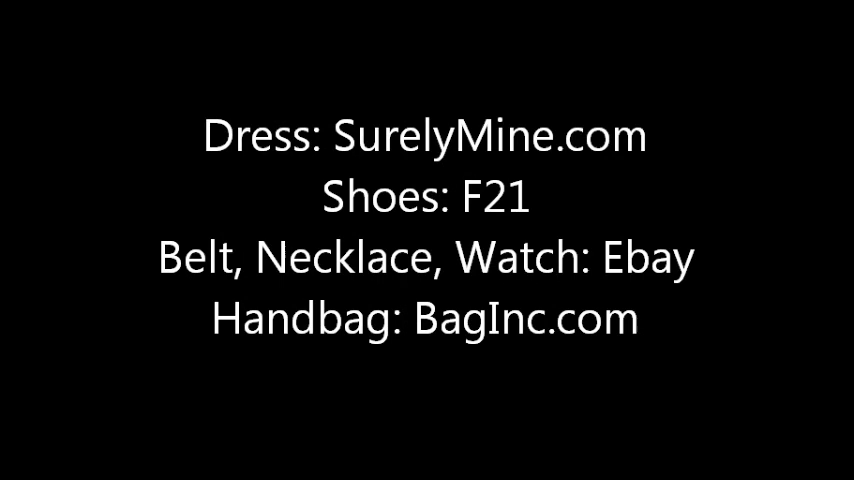 Dress: SurelyMine.com
Shoes: F21
Belt, Necklace, Watch: Ebay
Handbag: BagInc.com